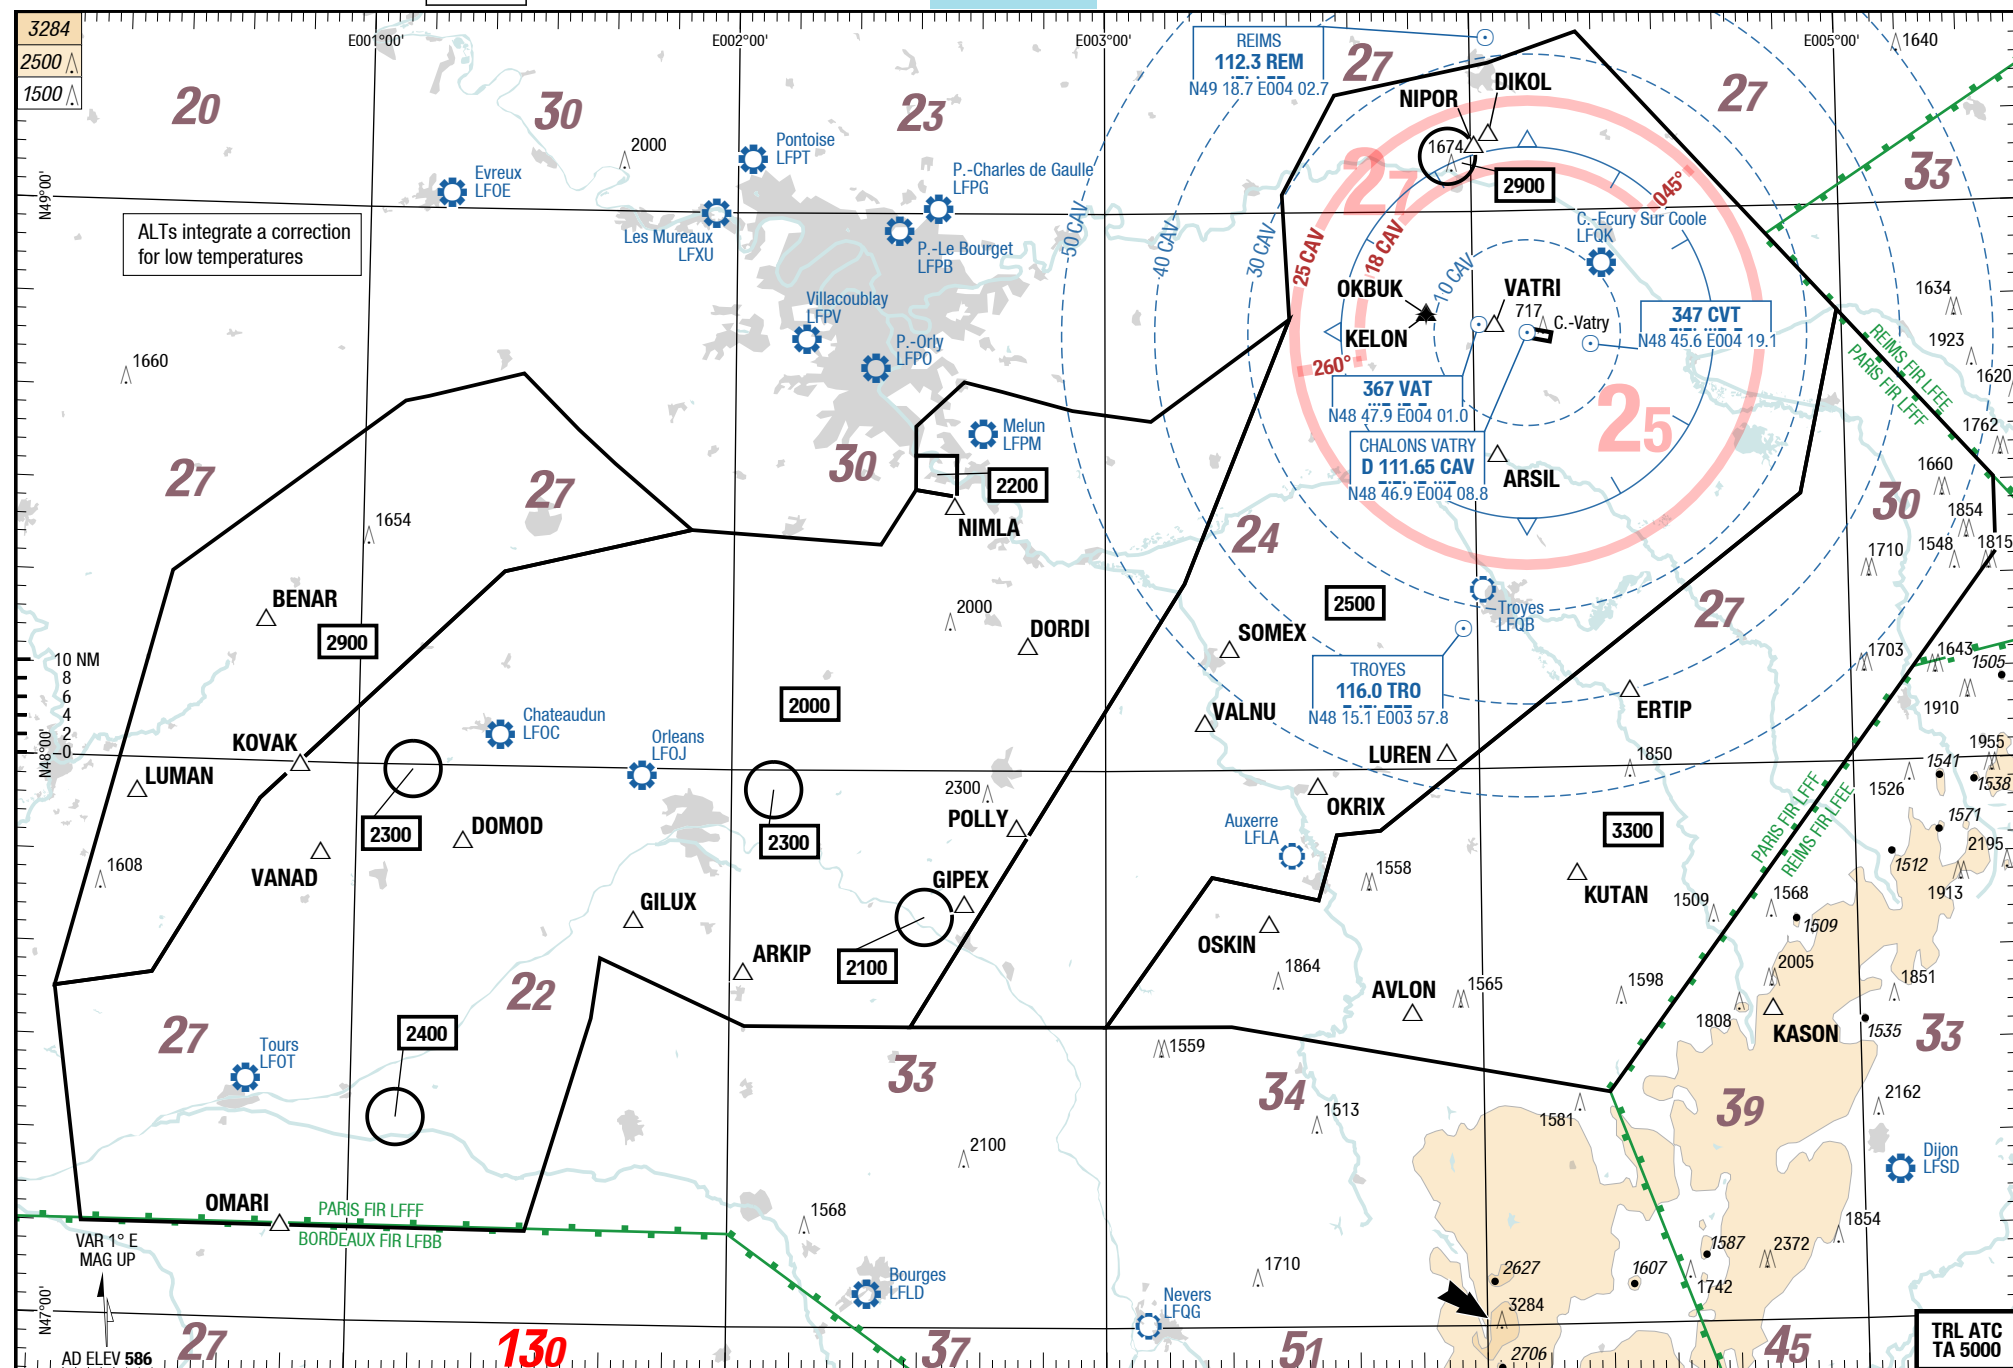 3284
2500
1500
E001°00'
E002°00'
E003°00'
E005°00'
REIMS
112.3 REM
N49 18.7 E004 02.7
27
DIKOL
NIPOR
27
1640
20
30
23
2000
Pontoise
LFPT
1674
2900
27
045°
33
Evreux
LFOE
P.-Charles de Gaulle
LFPG
N49°00'
ALTs integrate a correction
for low temperatures
Les Mureaux
LFXU
P.-Le Bourget
LFPB
50 CAV
40 CAV
30 CAV
25 CAV
18 CAV
10 CAV
C.-Ecury Sur Coole
LFQK
Villacoublay
LFPV
P.-Orly
LFPO
OKBUK
VATRI
717
C.-Vatry
KELON
347 CVT
N48 45.6 E004 19.1
1634
1923
1620
REIMS FIR LFEE
PARIS FIR LFFF
260°
367 VAT
N48 47.9 E004 01.0
1660
25
CHALONS VATRY
D 111.65 CAV
N48 46.9 E004 08.8
Melun
LFPM
1762
27
27
30
2200
NIMLA
ARSIL
1660
30
1854
1654
24
1710
1548
1815
BENAR
2900
2000
DORDI
2500
SOMEX
Troyes
LFQB
27
10 NM
8
6
4
2
0
1703
1643
1505
TROYES
116.0 TRO
N48 15.1 E003 57.8
2000
VALNU
ERTIP
1910
Chateaudun
LFOC
Orleans
LFOJ
KOVAK
LUREN
1850
1955
1541
1538
1526
N48°00'
LUMAN
2300
OKRIX
PARIS FIR LFFF
REIMS FIR LFEE
2300
DOMOD
2300
POLLY
Auxerre
LFLA
3300
1571
2195
1512
1608
VANAD
1558
GIPEX
KUTAN
1913
GILUX
1509
1568
1509
OSKIN
ARKIP
2100
1864
AVLON
1565
1598
2005
1851
22
27
2400
1808
KASON
1535
33
Tours
LFOT
33
1559
34
39
2162
1513
1581
2100
Dijon
LFSD
OMARI
PARIS FIR LFFF
BORDEAUX FIR LFBB
1568
1854
VAR 1° E
MAG UP
1587
2372
Bourges
LFLD
1710
2627
1607
1742
Nevers
LFQG
3284
N47°00'
27
130
37
51
2706
45
AD ELEV 586
TRL ATC
TA 5000